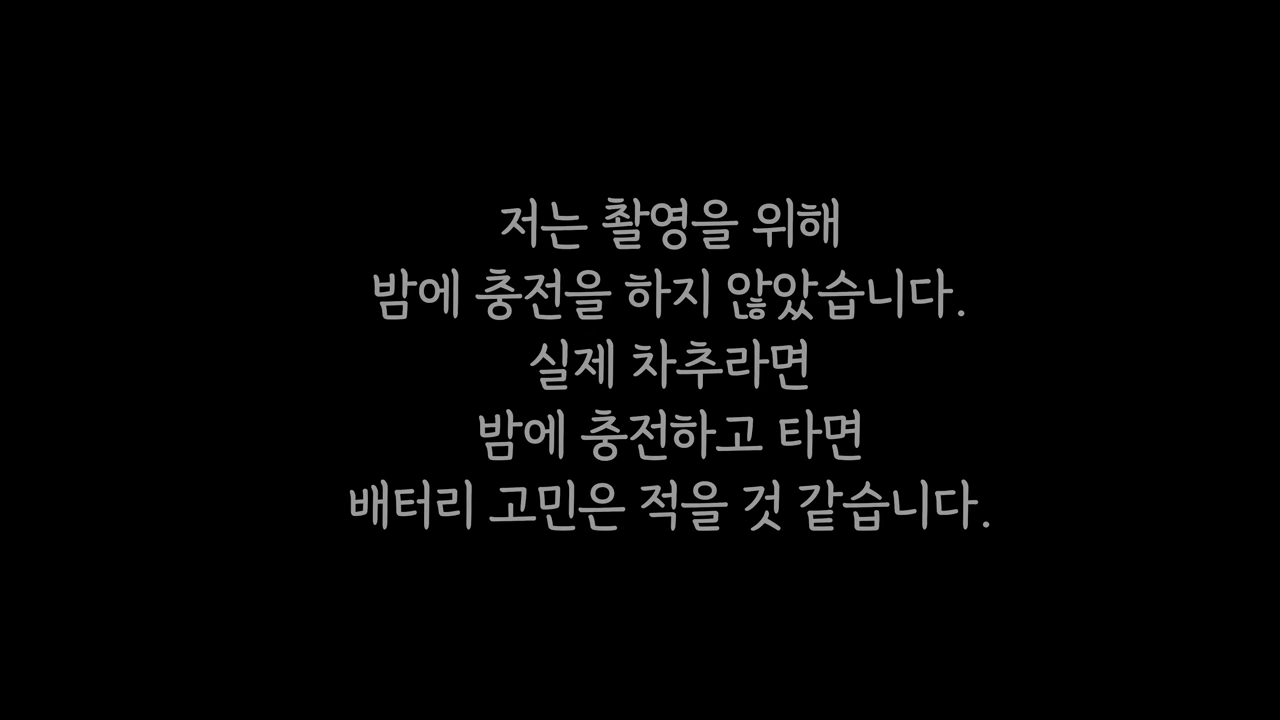 저는 촬영을 위해
밤에 충전을 하지 않았습니다.
실제 차추라면
밤에 충전하고 타면
배터리 고민은 적을 것 같습니다.